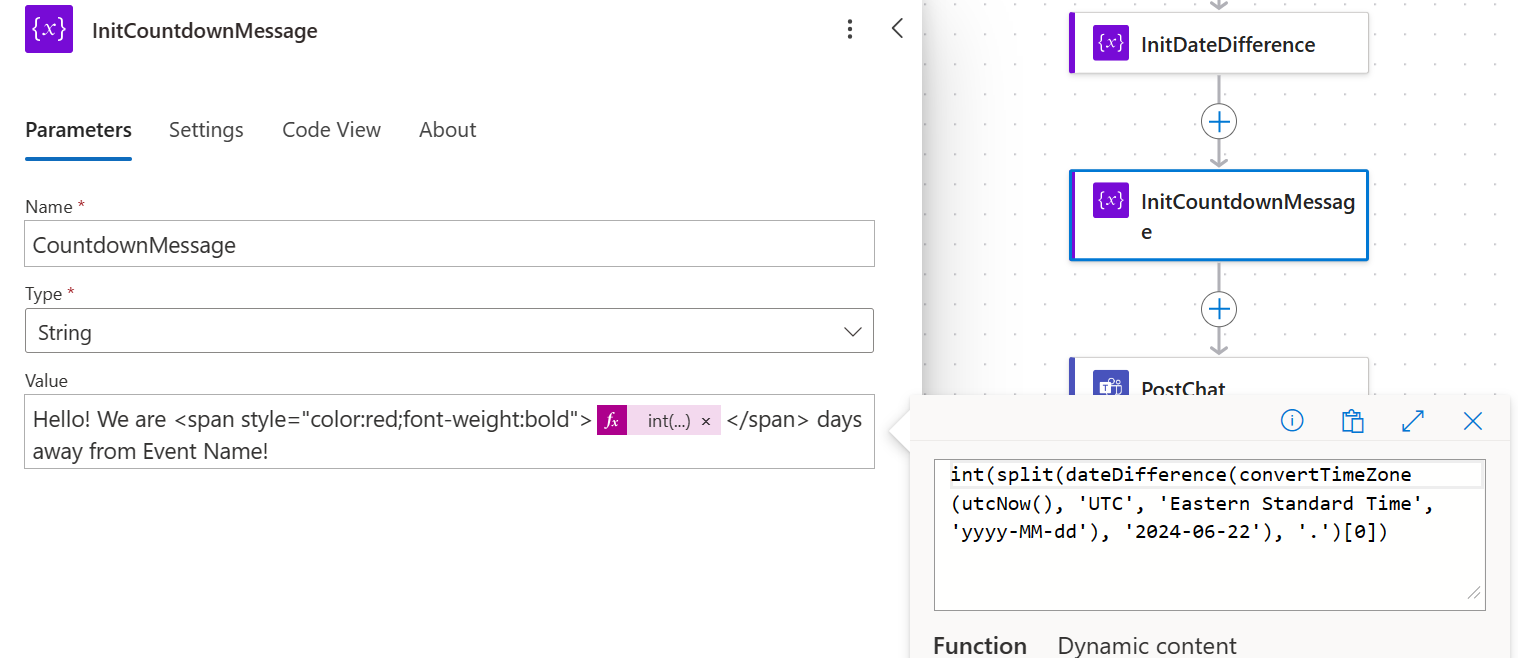 {x} InitCountdownMessage
Parameters Settings Code View About
Name *
CountdownMessage
Type *
String
Value
Hello! We are <span style="color:red;font-weight:bold"> fx int(...) × </span> days
away from Event Name!
{x} InitDateDifference
{x} InitCountdownMessag
e
T PostChat
int(split(dateDifference(convertTimeZone
(utcNow(), 'UTC', 'Eastern Standard Time',
'yyyy-MM-dd'), '2024-06-22'), '.')[0])
Function Dynamic content